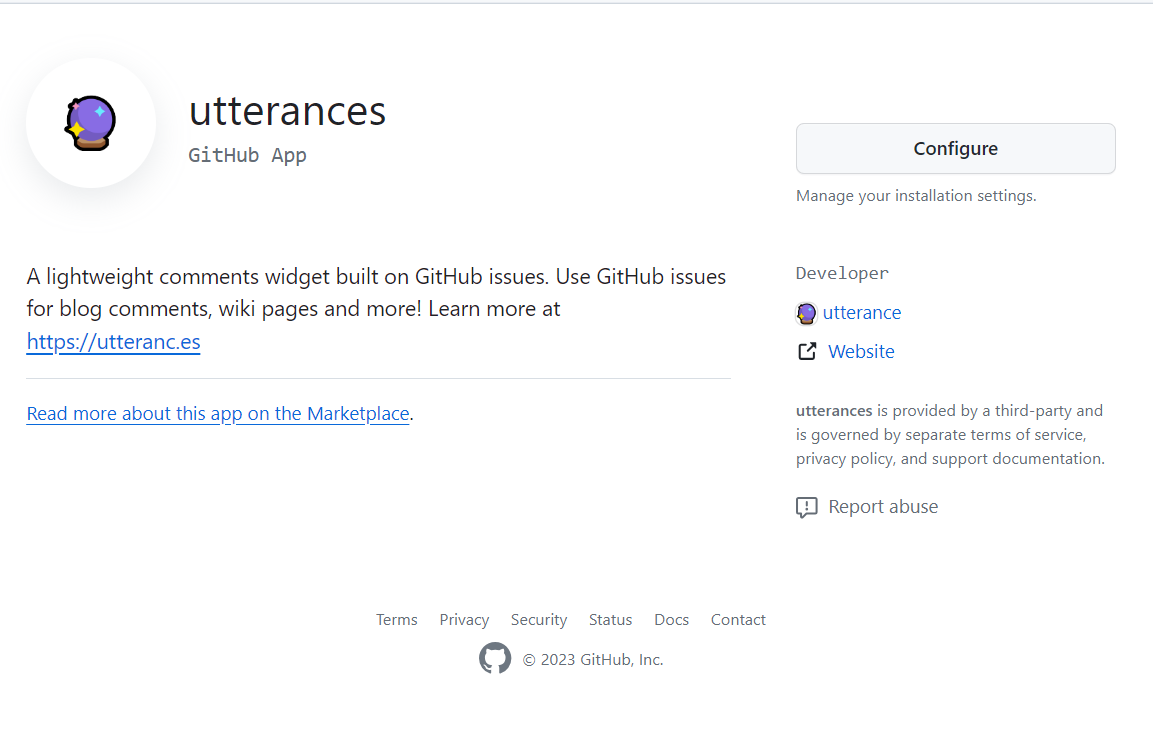 utterances
GitHub App
Configure
Manage your installation settings.
A lightweight comments widget built on GitHub issues. Use GitHub issues
for blog comments, wiki pages and more! Learn more at
https://utteranc.es
Read more about this app on the Marketplace.
Developer
utterance
Website
utterances is provided by a third-party and
is governed by separate terms of service,
privacy policy, and support documentation.
Report abuse
Terms Privacy Security Status Docs Contact
© 2023 GitHub, Inc.